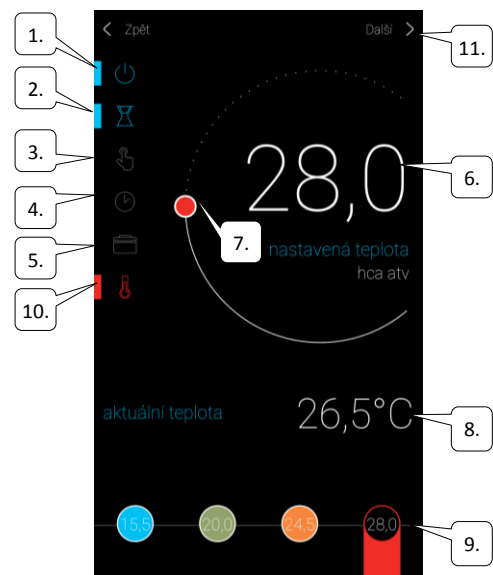 1.
Zpět
Další
11.
2.
3.
28,0
6.
4.
7.
nastavená teplota
5.
hca atv
10.
aktuální teplota
26,5°C
8.
15,5
20,0
24,5
28,0
9.